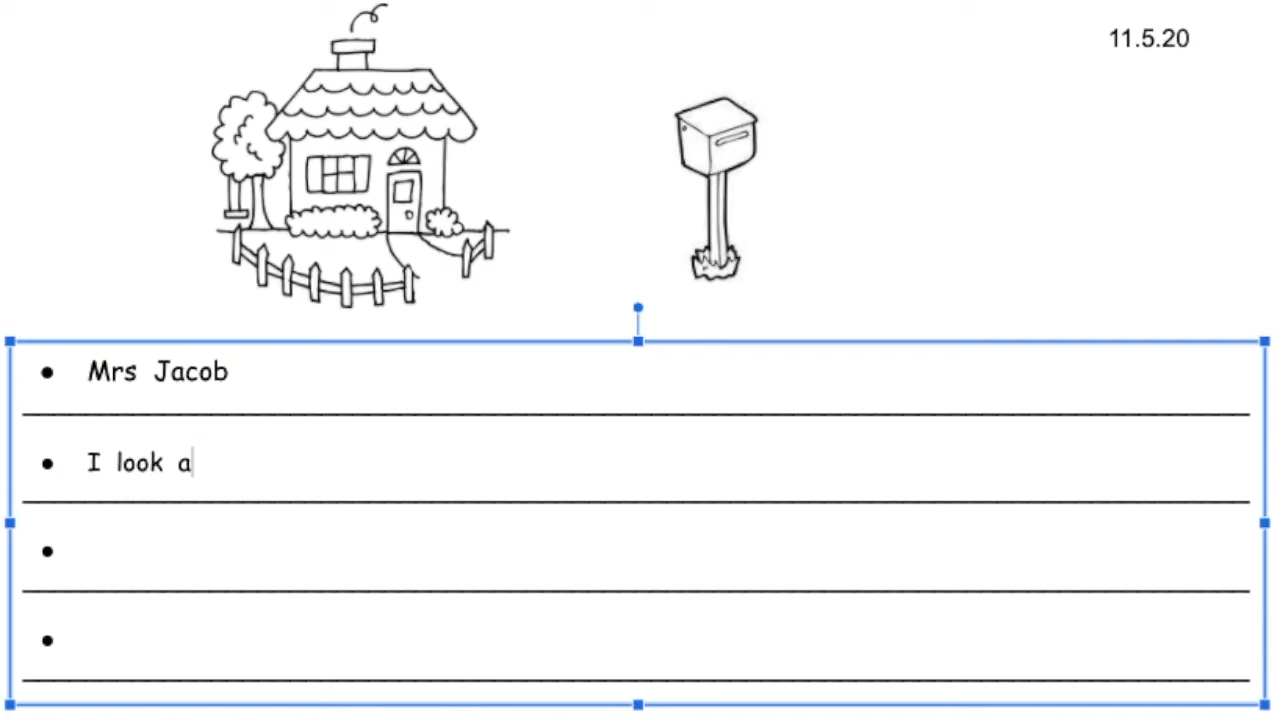 11.5.20
• Mrs Jacob
• I look a
•
•